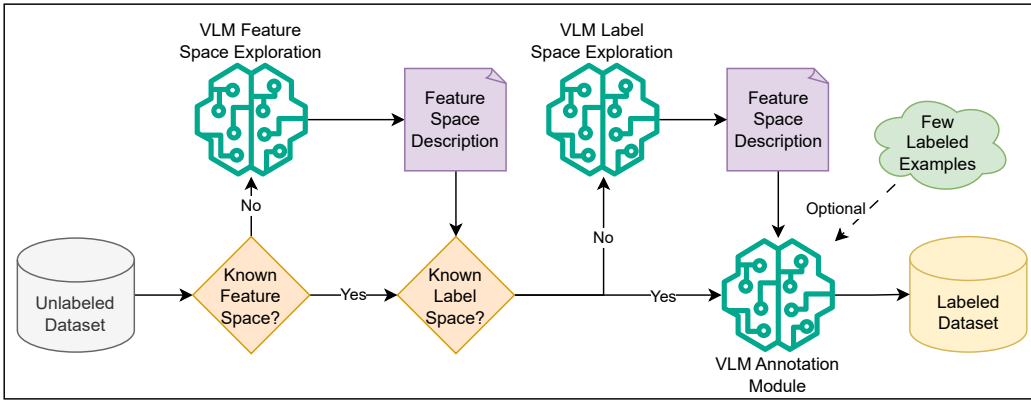 VLM Feature
Space Exploration
Feature
Space
Description
VLM Label
Space Exploration
Feature
Space
Description
Few
Labeled
Examples
No
No
Optional
Unlabeled
Dataset
Known
Feature
Space?
Yes
Known
Label
Space?
Yes
VLM Annotation
Module
Labeled
Dataset